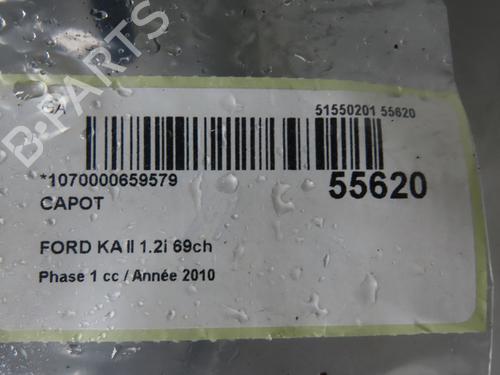 B-PARTS
51550201 55620
*1070000659579
55620
CAPOT
FORD KA II 1.2i 69ch
Phase 1 cc / Année 2010